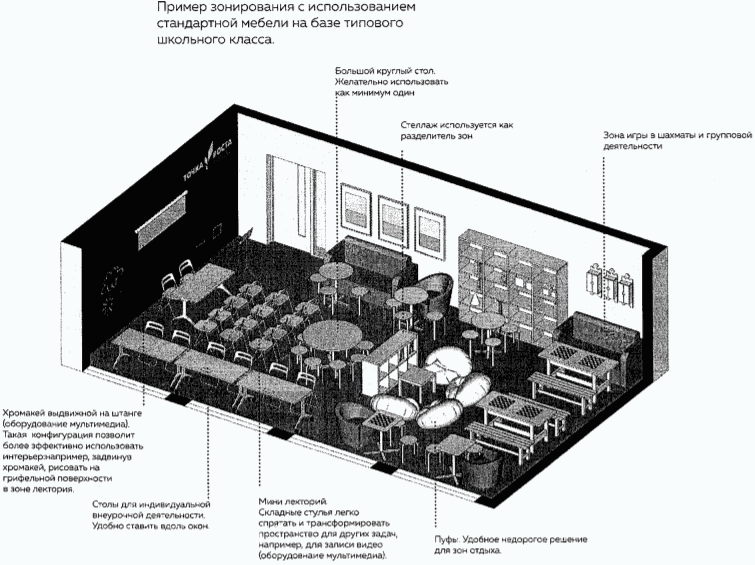 Пример зонирования с использованием
стандартной мебели на базе типового
школьного класса.
Большой круглый стол.
Желательно использовать
как минимум один
Стеллаж используется как
разделитель зон
Зона игры в шахматы и групповой
деятельности
ТОЧКА РОСТА
Хромакей выдвижной на штанге
(оборудование мультимедиа).
Такая конфигурация позволит
более эффективно использовать
интерьер:например, задвинув
хромакей, рисовать на
грифельной поверхности
в зоне лектория.
Столы для индивидуальной
внеурочной деятельности.
Удобно ставить вдоль окон.
Мини лекторий.
Складные стулья легко
спрятать и трансформировать
пространство для других задач,
например, для записи видео
(оборудовнаие мультимедиа).
Пуфы. Удобное недорогое решение
для зон отдыха.